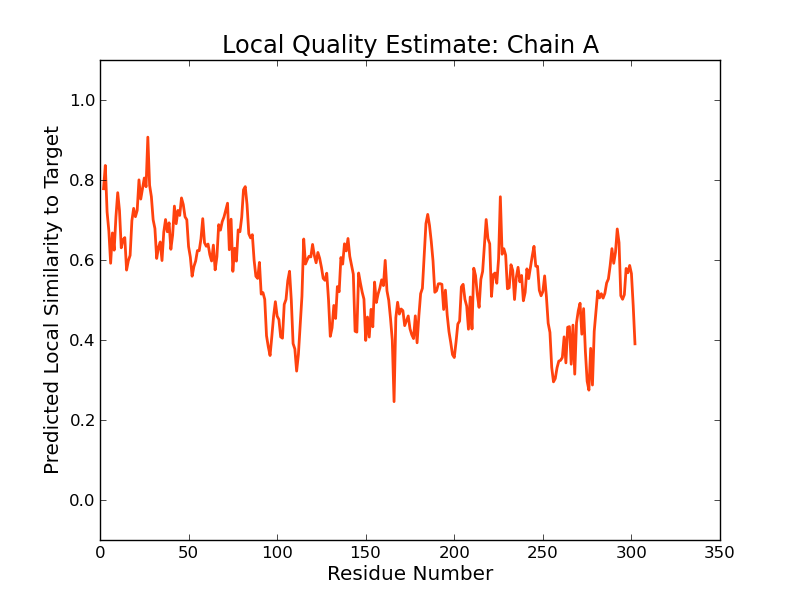 Local Quality Estimate: Chain A
Predicted Local Similarity to Target
1.0
0.8
0.6
0.4
0.2
0.0
0 50 100 150 200 250 300 350
Residue Number